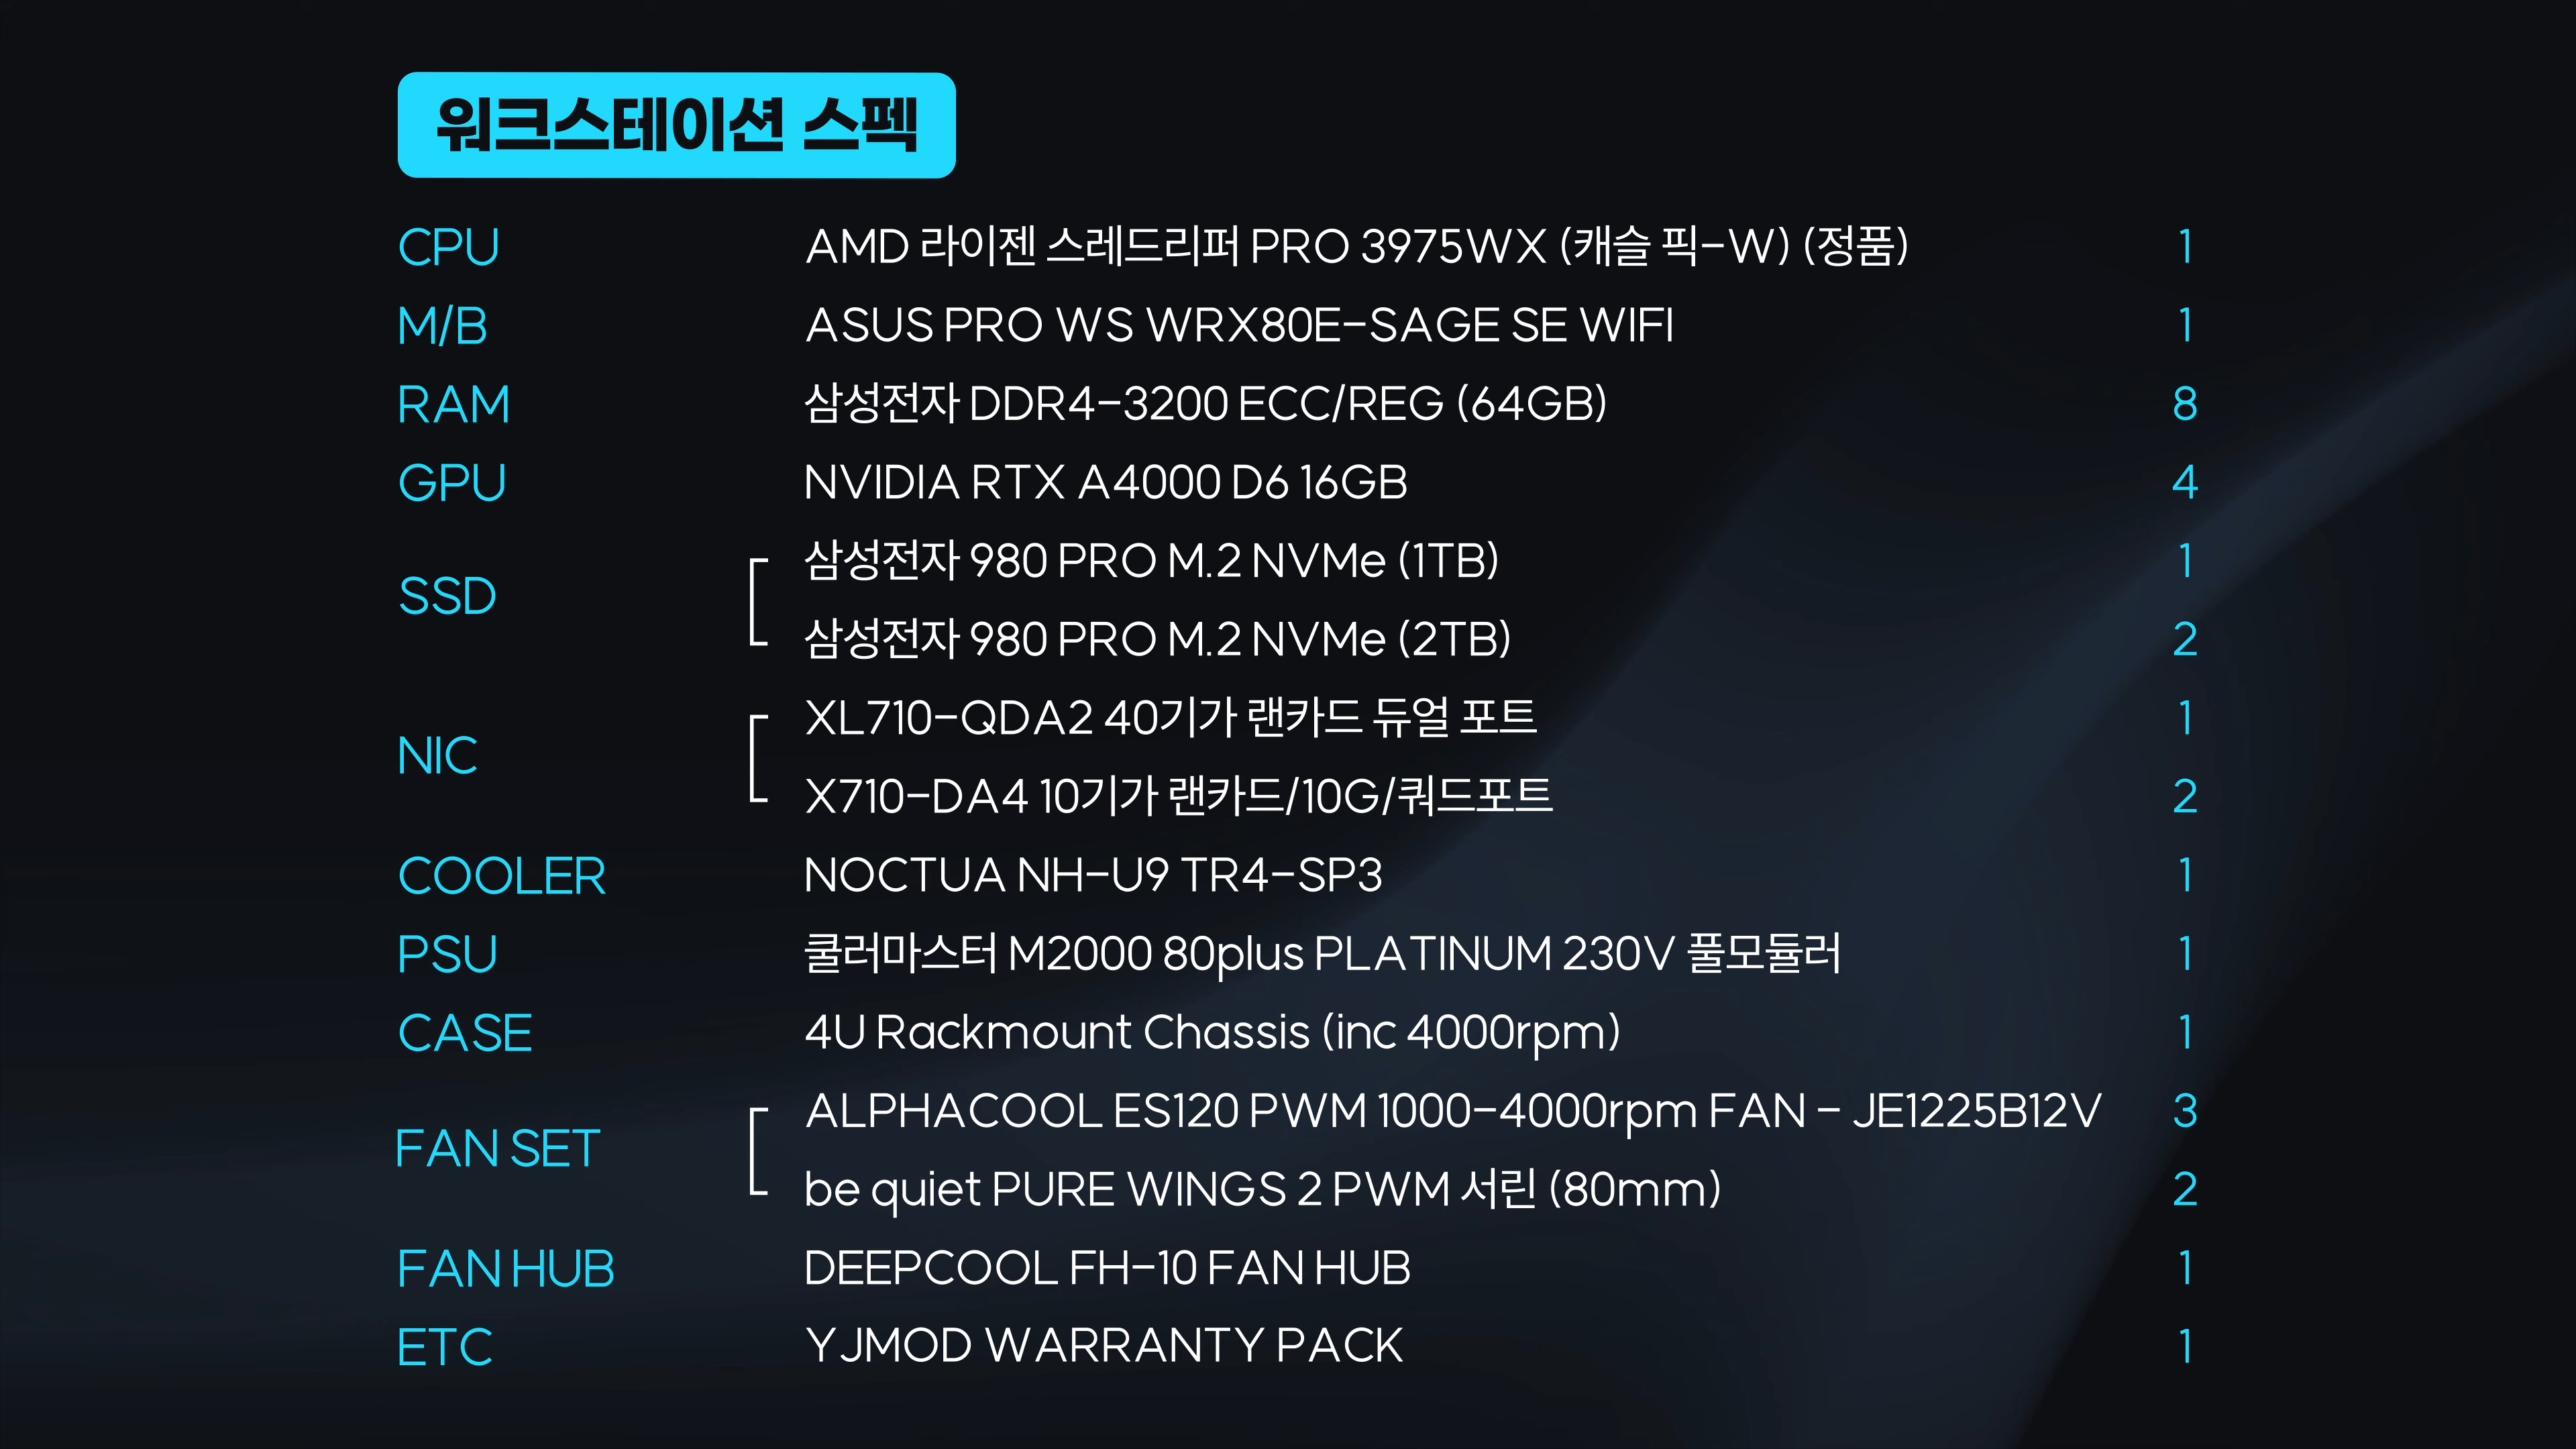 워크스테이션 스펙
CPU AMD 라이젠 스레드리퍼 PRO 3975WX (캐슬 픽-W) (정품) 1
M/B ASUS PRO WS WRX80E-SAGE SE WIFI 1
RAM 삼성전자 DDR4-3200 ECC/REG (64GB) 8
GPU NVIDIA RTX A4000 D6 16GB 4
SSD
삼성전자 980 PRO M.2 NVMe (1TB) 1
삼성전자 980 PRO M.2 NVMe (2TB) 2
NIC
XL710-QDA2 40기가 랜카드 듀얼 포트 1
X710-DA4 10기가 랜카드/10G/쿼드포트 2
COOLER NOCTUA NH-U9 TR4-SP3 1
PSU 쿨러마스터 M2000 80plus PLATINUM 230V 풀모듈러 1
CASE 4U Rackmount Chassis (inc 4000rpm) 1
FAN SET
ALPHACOOL ES120 PWM 1000-4000rpm FAN - JE1225B12V 3
be quiet PURE WINGS 2 PWM 서린 (80mm) 2
FAN HUB DEEPCOOL FH-10 FAN HUB 1
ETC YJMOD WARRANTY PACK 1